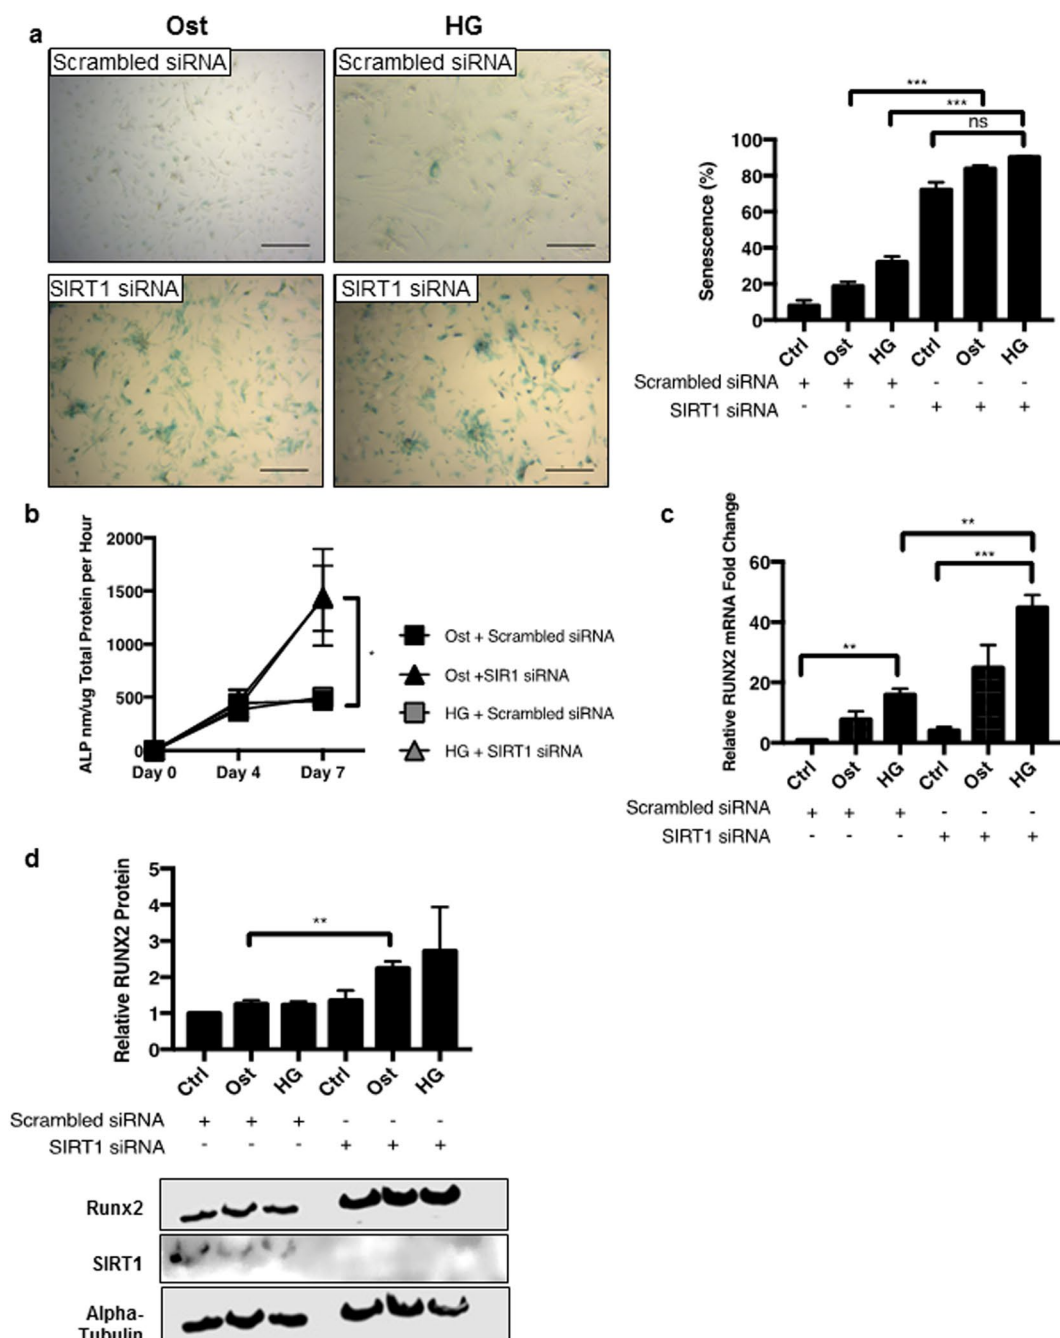 a
Ost
HG
Scrambled siRNA
Scrambled siRNA
SIRT1 siRNA
SIRT1 siRNA
***
***
ns
Senescence (%)
100
80
60
40
20
0
Ctrl
Ost
HG
Ctrl
Ost
HG
Scrambled siRNA + + + - - -
SIRT1 siRNA - - - + + +
b
ALP nm/ug Total Protein per Hour
2000
1500
1000
500
0
Day 0
Day 4
Day 7
*
Ost + Scrambled siRNA
Ost +SIR1 siRNA
HG + Scrambled siRNA
HG + SIRT1 siRNA
c
Relative RUNX2 mRNA Fold Change
60
40
20
0
**
***
**
Ctrl
Ost
HG
Ctrl
Ost
HG
Scrambled siRNA + + + - - -
SIRT1 siRNA - - - + + +
d
Relative RUNX2 Protein
5
4
3
2
1
0
**
Ctrl
Ost
HG
Ctrl
Ost
HG
Scrambled siRNA + + + - - -
SIRT1 siRNA - - - + + +
Runx2
SIRT1
Alpha-
Tubulin